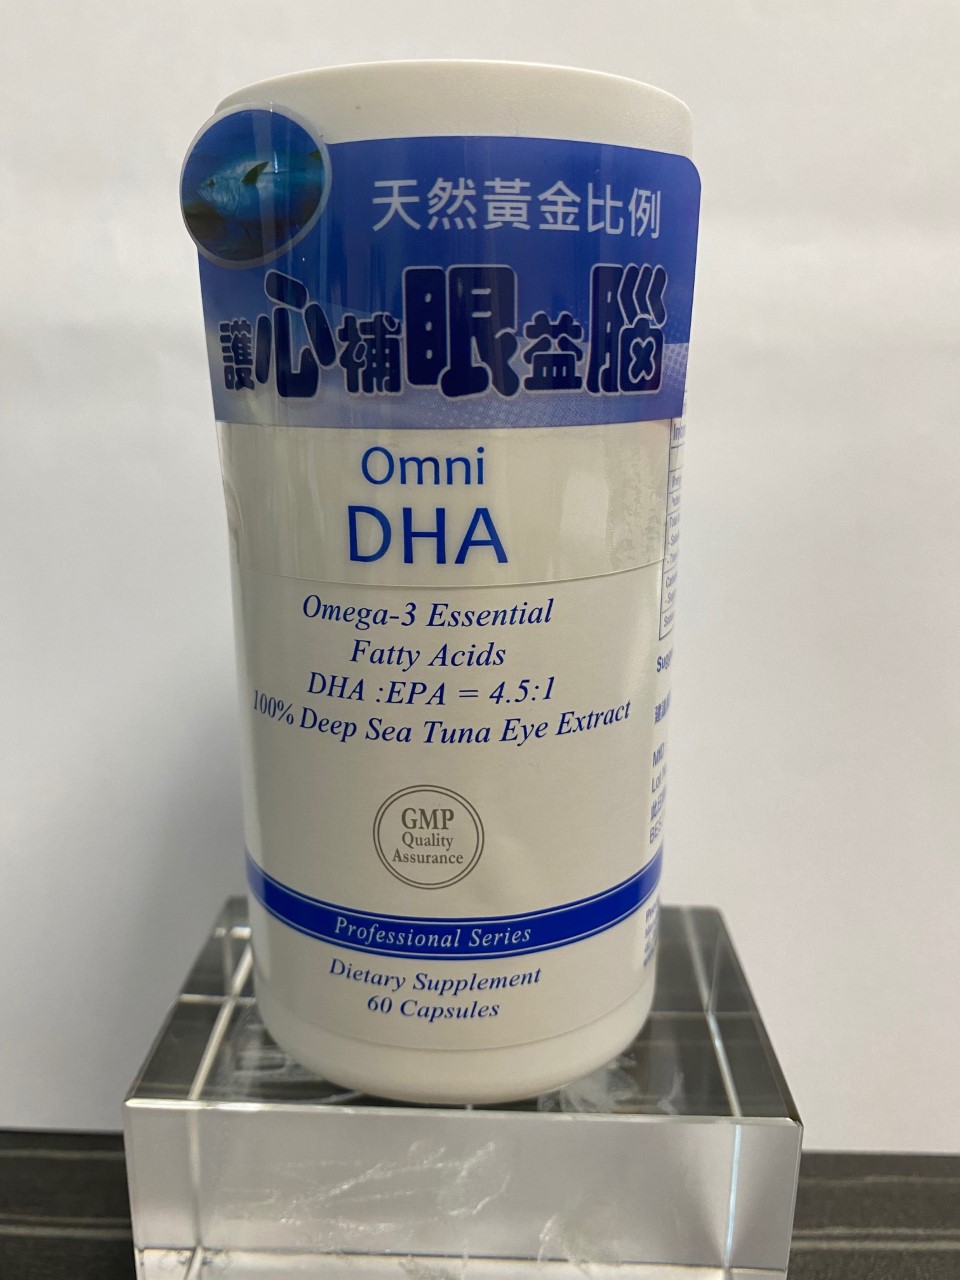 天然黃金比例
護心補眼益腦
Omni
DHA
Omega-3 Essential
Fatty Acids
DHA :EPA = 4.5:1
100% Deep Sea Tuna Eye Extract
GMP
Quality
Assurance
Professional Series
Dietary Supplement
60 Capsules